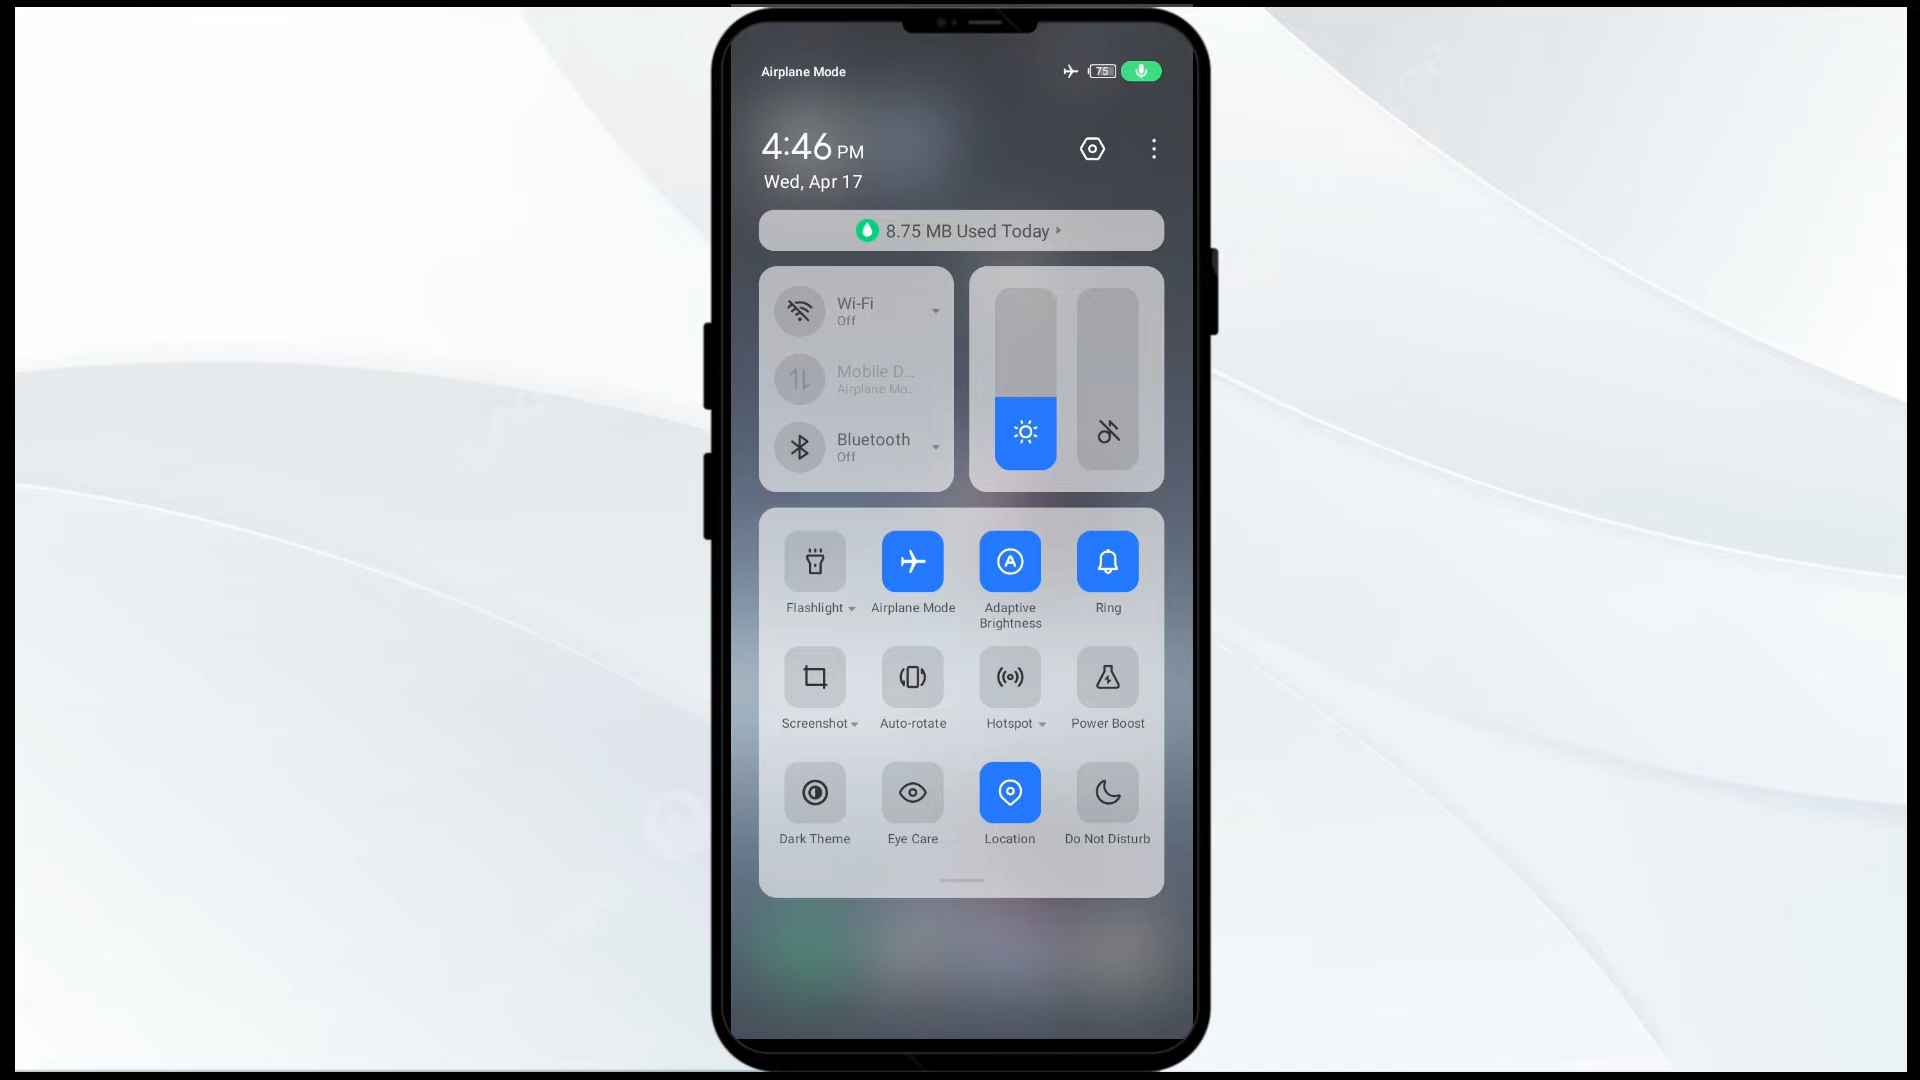 Airplane Mode
75
4:46 PM
Wed, Apr 17
8.75 MB Used Today
Wi-Fi
Off
Mobile D...
Airplane Mo...
Bluetooth
Off
Flashlight
Airplane Mode
Adaptive
Brightness
Ring
Screenshot
Auto-rotate
Hotspot
Power Boost
Dark Theme
Eye Care
Location
Do Not Disturb